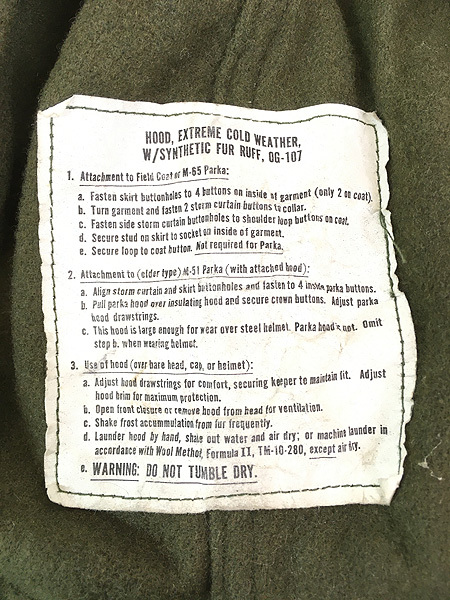 HOOD, EXTREME COLD WEATHER,
W/SYNTHETIC FUR RUFF, OG-107
1. Attachment to Field Coat or M-65 Parka:
a. Fasten skirt buttonholes to 4 buttons on inside of garment (only 2 on coat).
b. Turn garment and fasten 2 storm curtain buttons to collar.
c. Fasten side storm curtain buttonholes to shoulder loop buttons on coat.
d. Secure stud on skirt to socket on inside of garment.
e. Secure loop to coat button. Not required for Parka.
2. Attachment to (older type) M-51 Parka (with attached hood):
a. Align storm curtain and skirt buttonholes and fasten to 4 inside parka buttons.
b. Pull parka hood over insulating hood and secure crown buttons. Adjust parka
hood drawstrings.
c. This hood is large enough for wear over steel helmet. Parka hood's not. Omit
step b. when wearing helmet.
3. Use of hood (over bare head, cap, or helmet):
a. Adjust hood drawstrings for comfort, securing keeper to maintain fit. Adjust
hood brim for maximum protection.
b. Open front closure or remove hood from head for ventilation.
c. Shake frost accumulation from fur frequently.
d. Launder hood by hand, shake out water and air dry; or machine launder in
accordance with Wool Method, Formula II, TM-10-280, except air dry.
e. WARNING: DO NOT TUMBLE DRY.